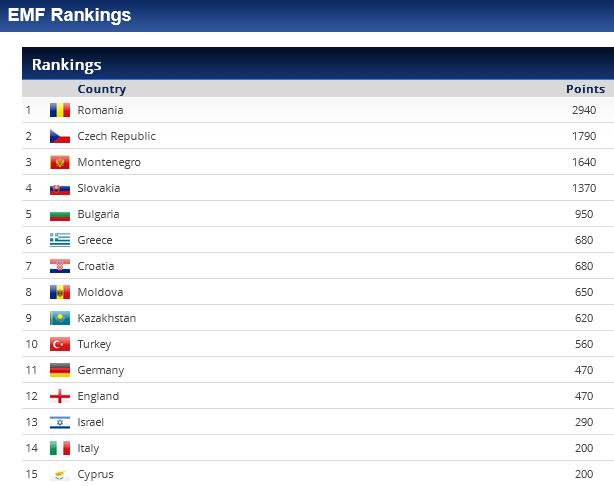 EMF Rankings
Rankings
Country Points
1 Romania 2940
2 Czech Republic 1790
3 Montenegro 1640
4 Slovakia 1370
5 Bulgaria 950
6 Greece 680
7 Croatia 680
8 Moldova 650
9 Kazakhstan 620
10 Turkey 560
11 Germany 470
12 England 470
13 Israel 290
14 Italy 200
15 Cyprus 200